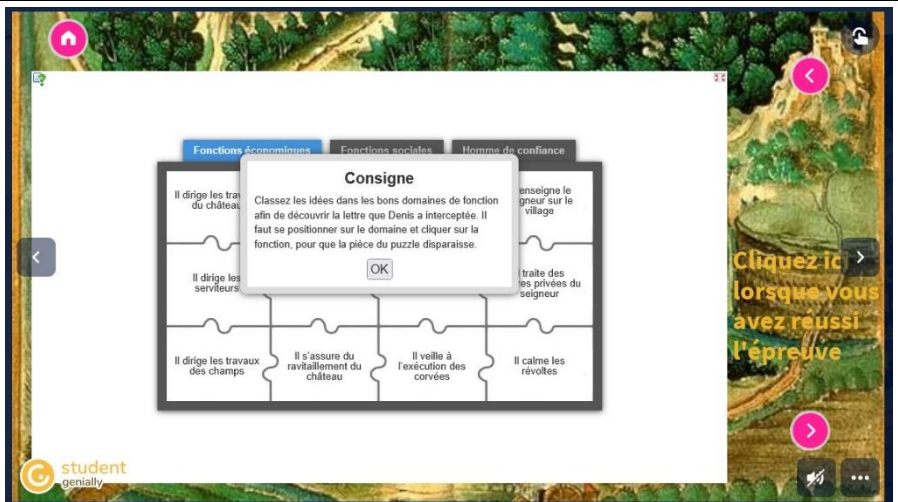 Fonctions économiques Fonctions sociales Homme de confiance
Consigne
Classez les idées dans les bons domaines de fonction
afin de découvrir la lettre que Denis a interceptée. Il
faut se positionner sur le domaine et cliquer sur la
fonction, pour que la pièce du puzzle disparaisse.
OK
Il dirige les
du château
enseigne le
sur le
village
Il dirige les
serviteurs
traite des
privées du
seigneur
Il dirige les travaux
des champs
Il s'assure du
ravitaillement du
château
Il veille à
l'exécution des
corvées
Il calme les
révoltes
Cliquez ici
lorsque vous
avez réussi
l'épreuve
student
genially